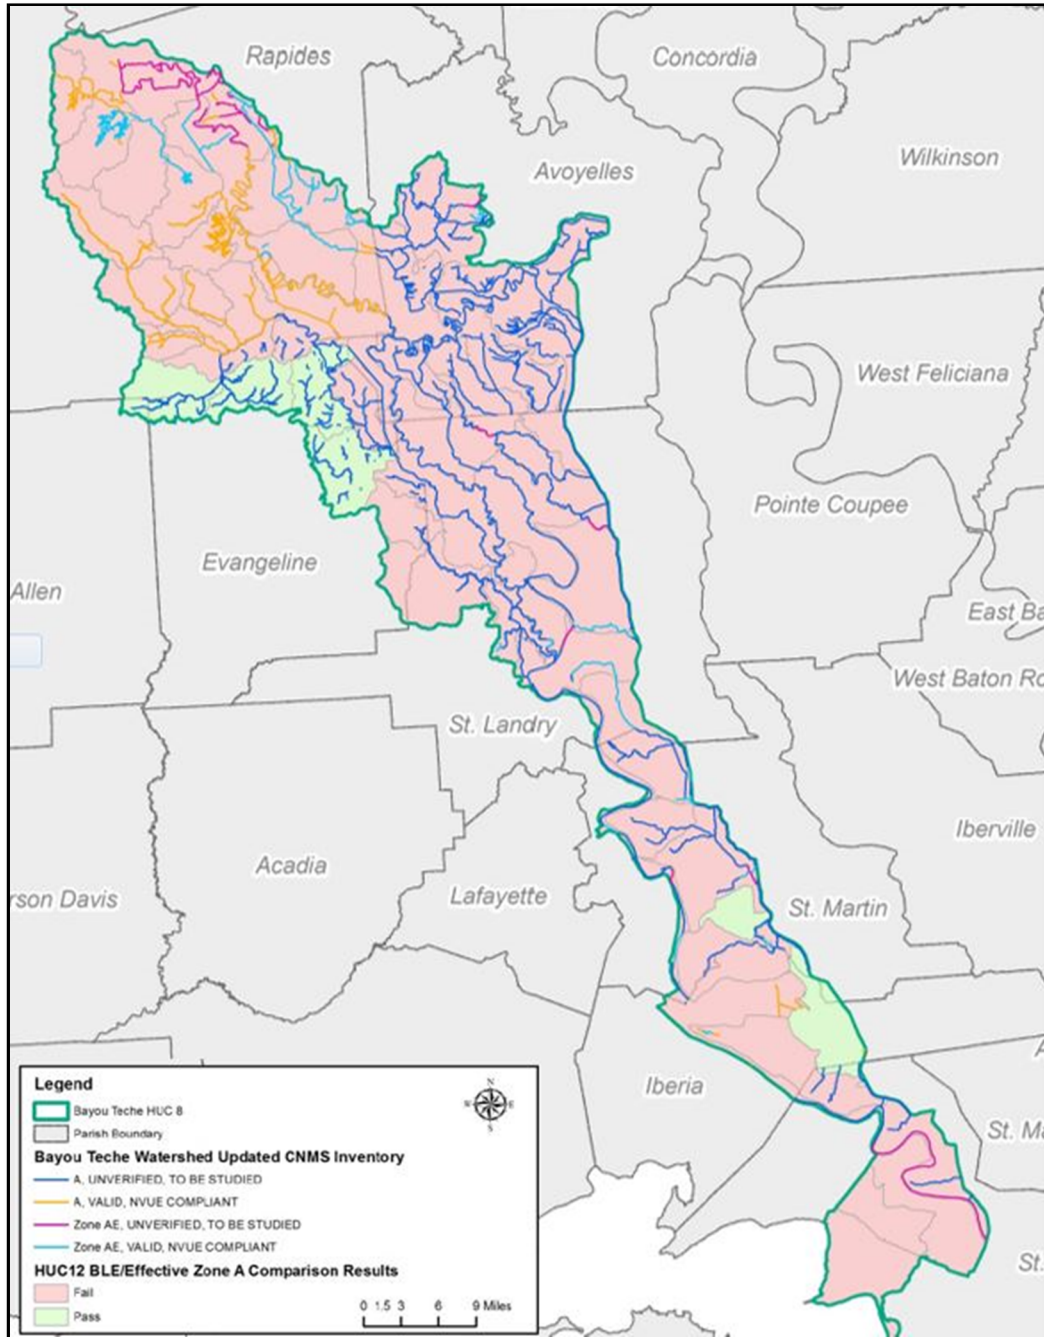 Rapides
Concordia
Wilkinson
Avoyelles
West Feliciana
Pointe Coupee
Evangeline
Allen
East Ba
West Baton Ro
St. Landry
Iberville
Acadia
rson Davis
Lafayette
St. Martin
A
Iberia
St. Ma
St.
Legend
Bayou Teche HUC 8
Parish Boundary
N
W E
S
Bayou Teche Watershed Updated CNMS Inventory
A, UNVERIFIED, TO BE STUDIED
A, VALID, NVUE COMPLIANT
Zone AE, UNVERIFIED, TO BE STUDIED
Zone AE, VALID, NVUE COMPLIANT
HUC12 BLE/Effective Zone A Comparison Results
Fail
Pass
0 1.5 3 6 9 Miles